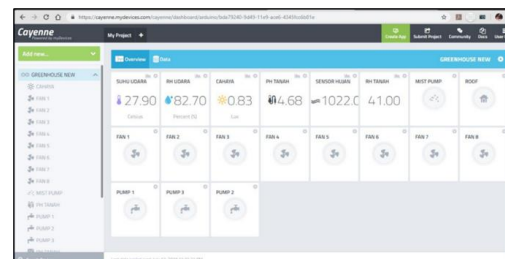 https://cayenne.mydevices.com/cayenne/dashboard/arduino/
Cayenne
Powered by myDevices
My Project +
Create App
Submit Project
Community
Docs
User
Add new...
Overview
Data
GREENHOUSE NEW
GREENHOUSE NEW
CAHAYA
FAN 1
FAN 2
FAN 3
FAN 4
FAN 5
FAN 6
FAN 7
FAN 8
MIST PUMP
PH TANAH
PUMP 1
PUMP 2
PUMP 3
SUHU UDARA
RH UDARA
CAHAYA
PH TANAH
SENSOR HUJAN
RH TANAH
MIST PUMP
ROOF
27.90
82.70
0.83
4.68
1022.0
41.00
Celsius
Percent (%)
Lux
FAN 1
FAN 2
FAN 3
FAN 4
FAN 5
FAN 6
FAN 7
FAN 8
PUMP 1
PUMP 3
PUMP 2